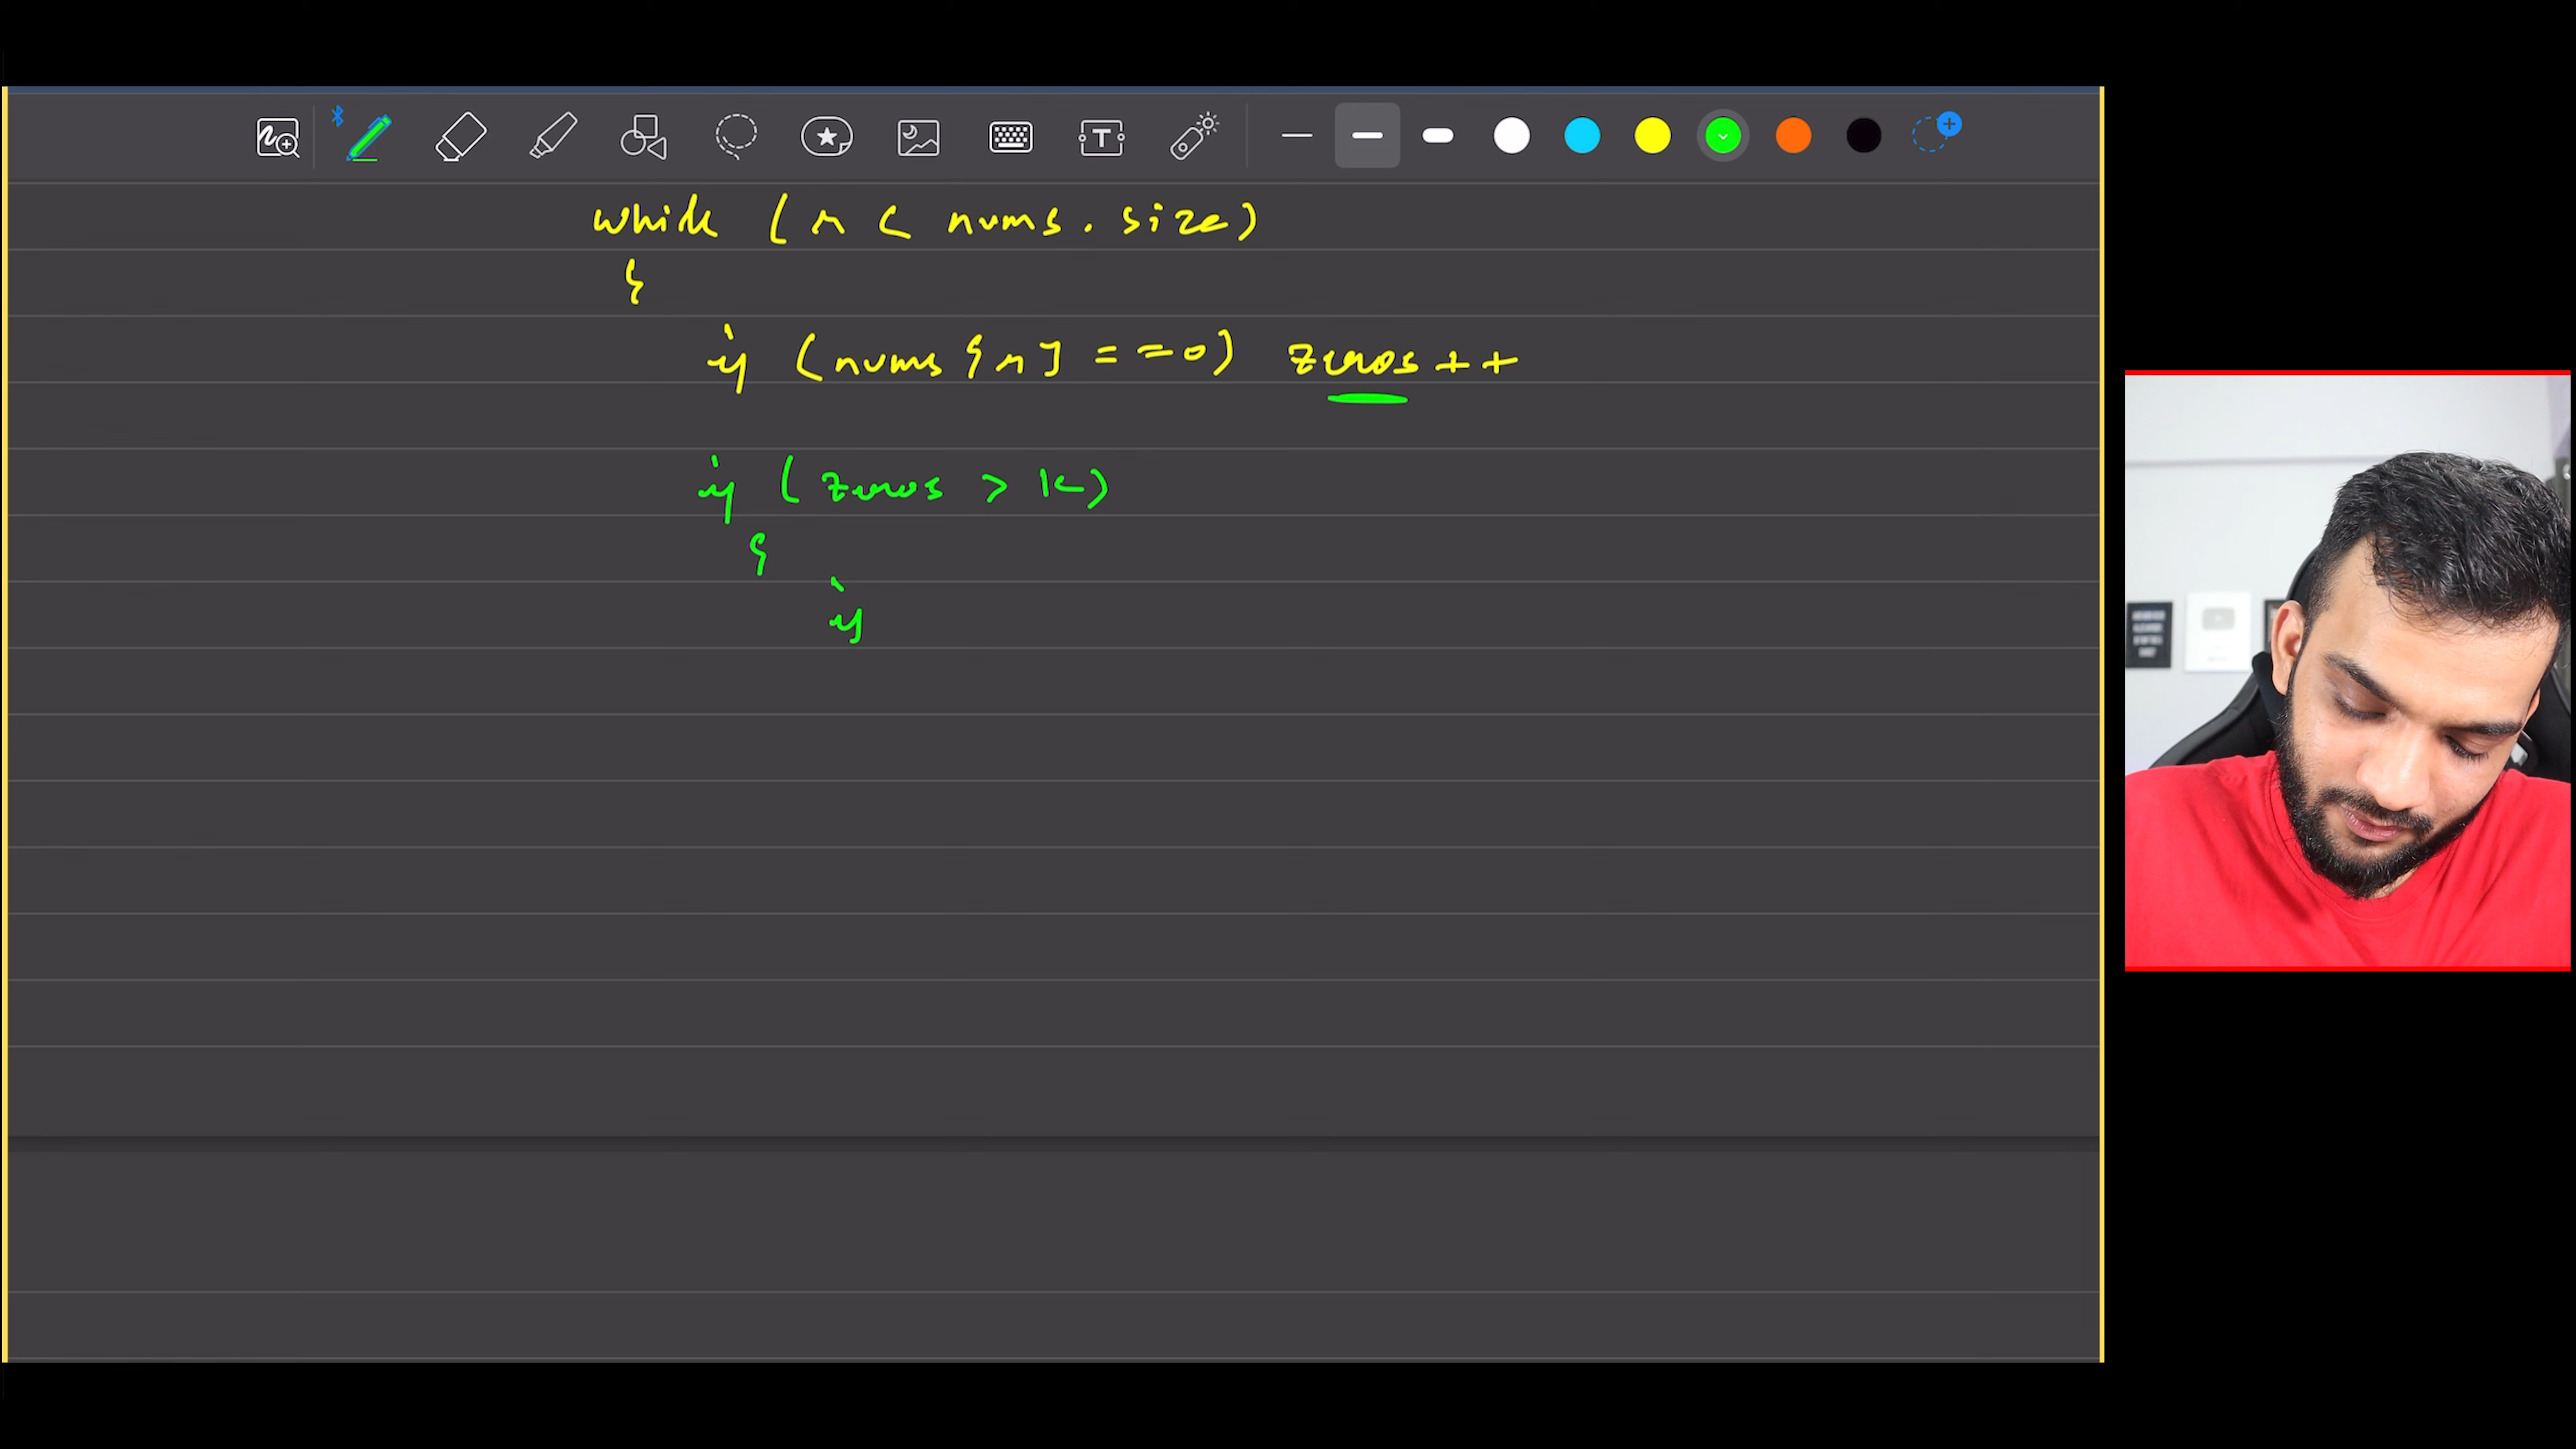 while ( r < nums . size )
{
if ( nums [ r ] = = 0 ) zeros + +
if ( zeros > k )
{
if